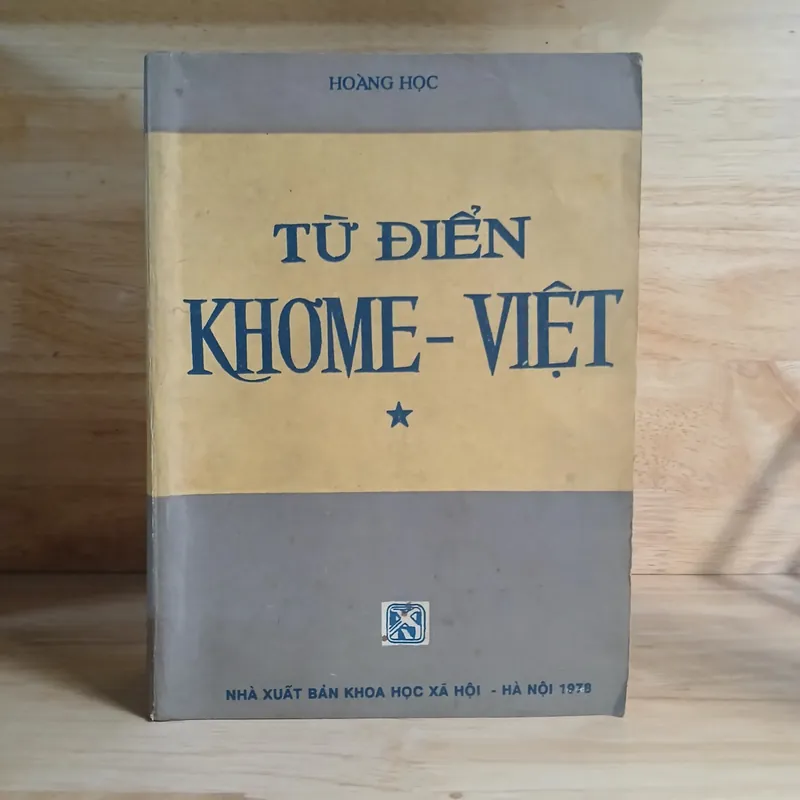 HOÀNG HỌC
TỪ ĐIỂN
KHƠME - VIỆT
NHÀ XUẤT BẢN KHOA HỌC XÃ HỘI - HÀ NỘI 1978